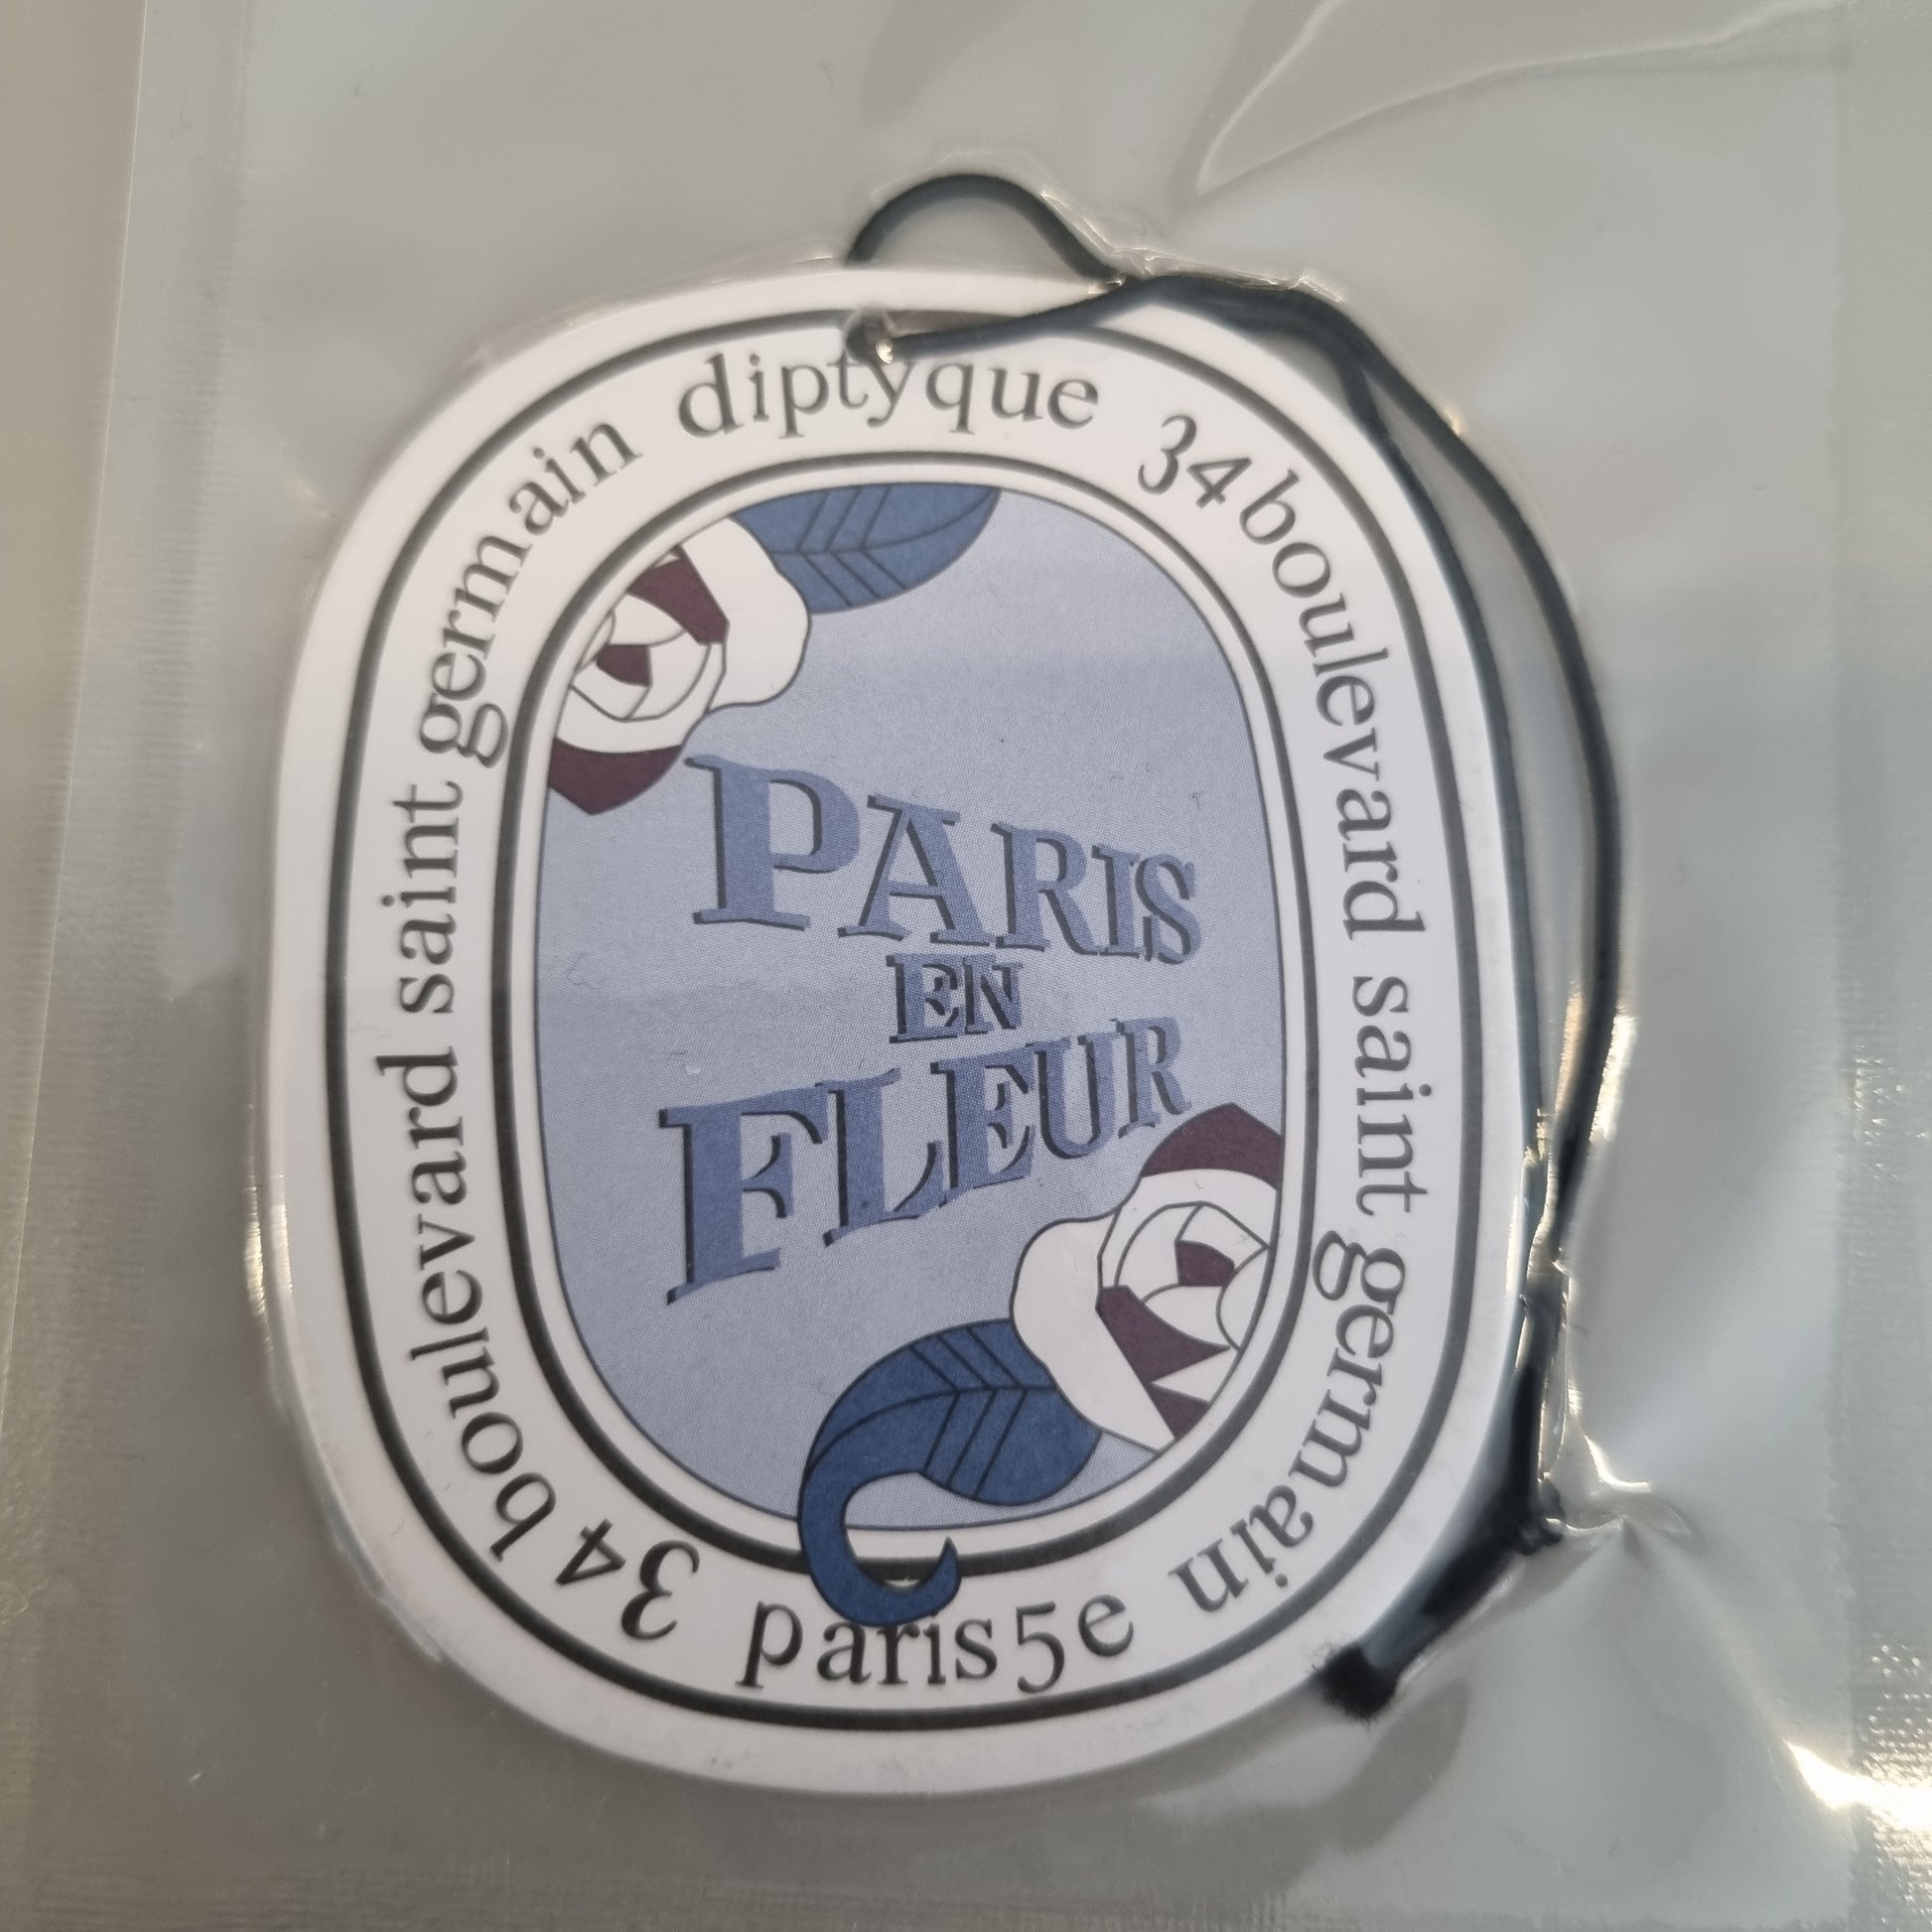 diptyque
34 boulevard saint germain
paris 5e
34 boulevard saint germain
PARIS
EN
FLEUR